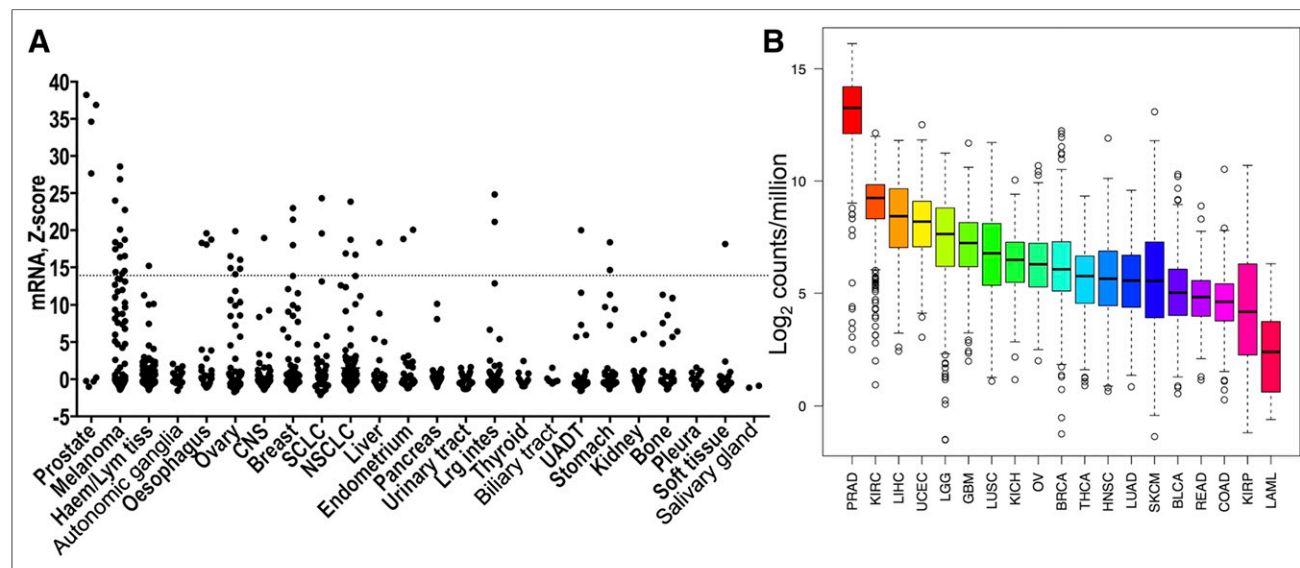 A
mRNA, Z-score
40
35
30
25
20
15
10
5
0
-5
Prostate
Melanoma
Haem/Lym tiss
Autonomic ganglia
Oesophagus
Ovary
CNS
Breast
SCLC
NSCLC
Liver
Endometrium
Pancreas
Urinary tract
Lrg intes
Thyroid
Biliary tract
UADT
Stomach
Kidney
Bone
Pleura
Soft tissue
Salivary gland
B
Log2 counts/million
15
10
5
0
PRAD
KIRC
LIHC
UCEC
LGG
GBM
LUSC
KICH
OV
BRCA
THCA
HNSC
LUAD
SKCM
BLCA
READ
COAD
KIRP
LAML